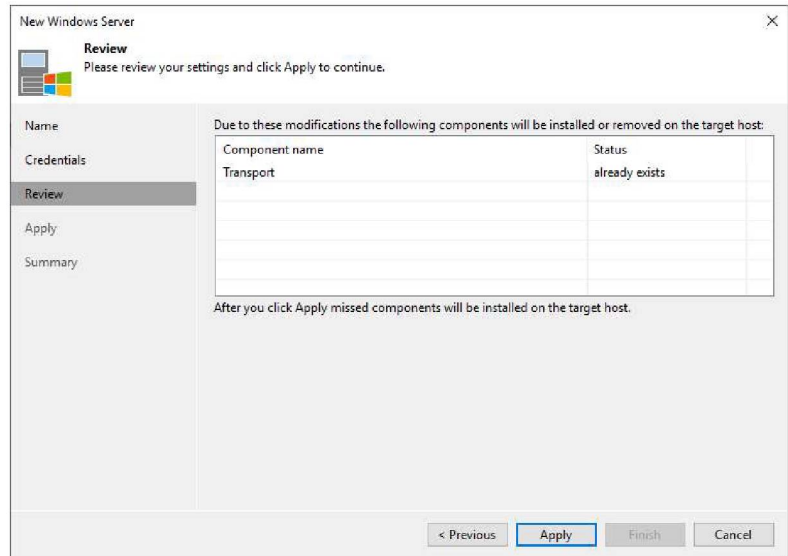 New Windows Server
Review
Please review your settings and click Apply to continue.
Name
Credentials
Review
Apply
Summary
Due to these modifications the following components will be installed or removed on the target host:
Component name Status
Transport already exists
After you click Apply missed components will be installed on the target host.
< Previous Apply Finish Cancel